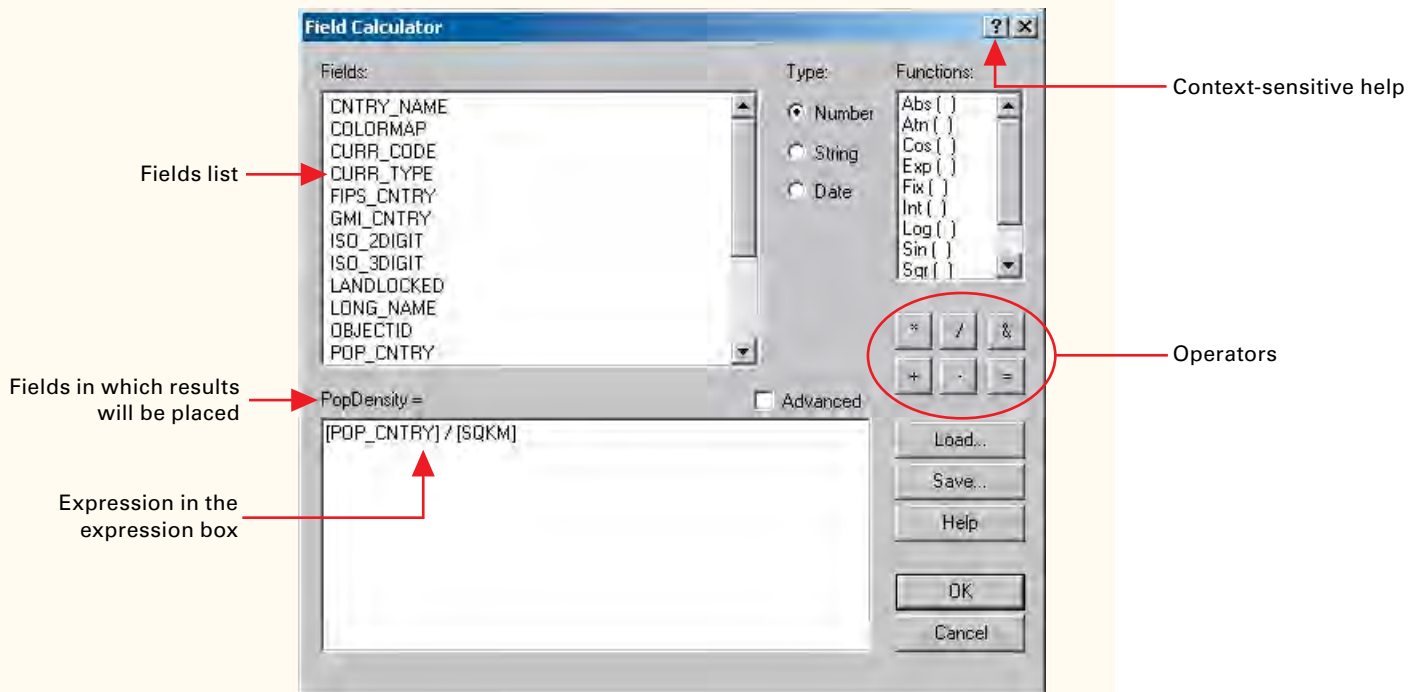 Field Calculator
? ×
Context-sensitive help
Fields:
Type:
Functions:
CNTRY_NAME
COLORMAP
CURR_CODE
CURR_TYPE
FIPS_CNTRY
GMI_CNTRY
ISO_2DIGIT
ISO_3DIGIT
LANDLOCKED
LONG_NAME
OBJECTID
POP_CNTRY
Number
String
Date
Abs ( )
Atn ( )
Cos ( )
Exp ( )
Fix ( )
Int ( )
Log ( )
Sin ( )
Sqr ( )
Fields list
* / &
+ - =
Operators
Fields in which results
will be placed
PopDensity =
Advanced
[POP_CNTRY] / [SQKM]
Expression in the
expression box
Load...
Save...
Help
OK
Cancel